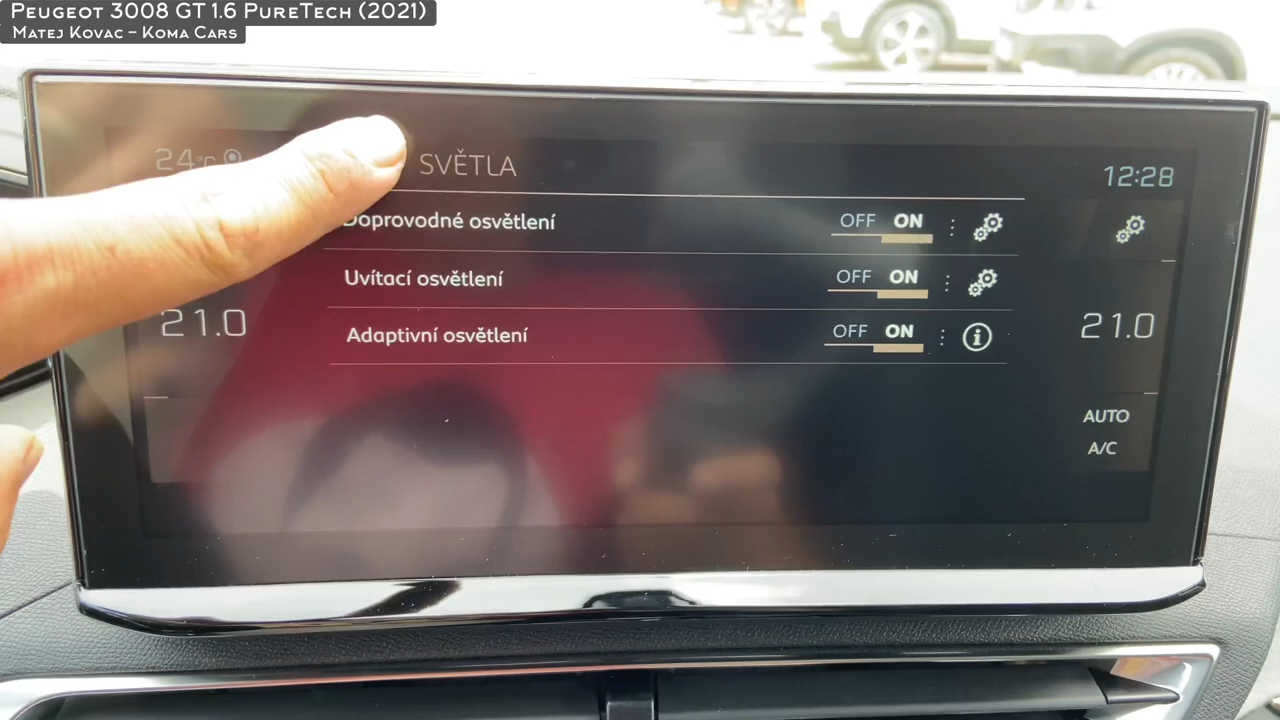 Peugeot 3008 GT 1.6 PureTech (2021)
Matej Kovac – Koma Cars
24°C
SVĚTLA
12:28
Doprovodné osvětlení OFF ON
Uvítací osvětlení OFF ON
21.0
Adaptivní osvětlení OFF ON
21.0
AUTO
A/C